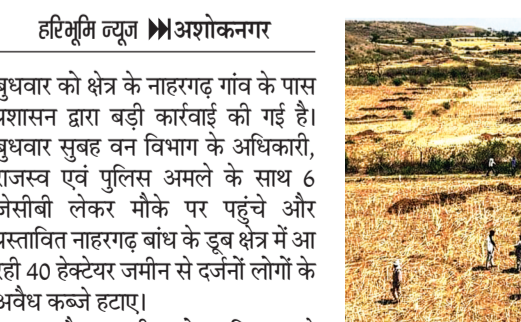 हरिभूमि न्यूज ▶▶ अशोकनगर
बुधवार को क्षेत्र के नाहरगढ़ गांव के पास
प्रशासन द्वारा बड़ी कार्रवाई की गई है।
बुधवार सुबह वन विभाग के अधिकारी,
राजस्व एवं पुलिस अमले के साथ 6
जेसीबी लेकर मौके पर पहुंचे और
प्रस्तावित नाहरगढ़ बांध के डूब क्षेत्र में आ
रही 40 हेक्टेयर जमीन से दर्जनों लोगों के
अवैध कब्जे हटाए।